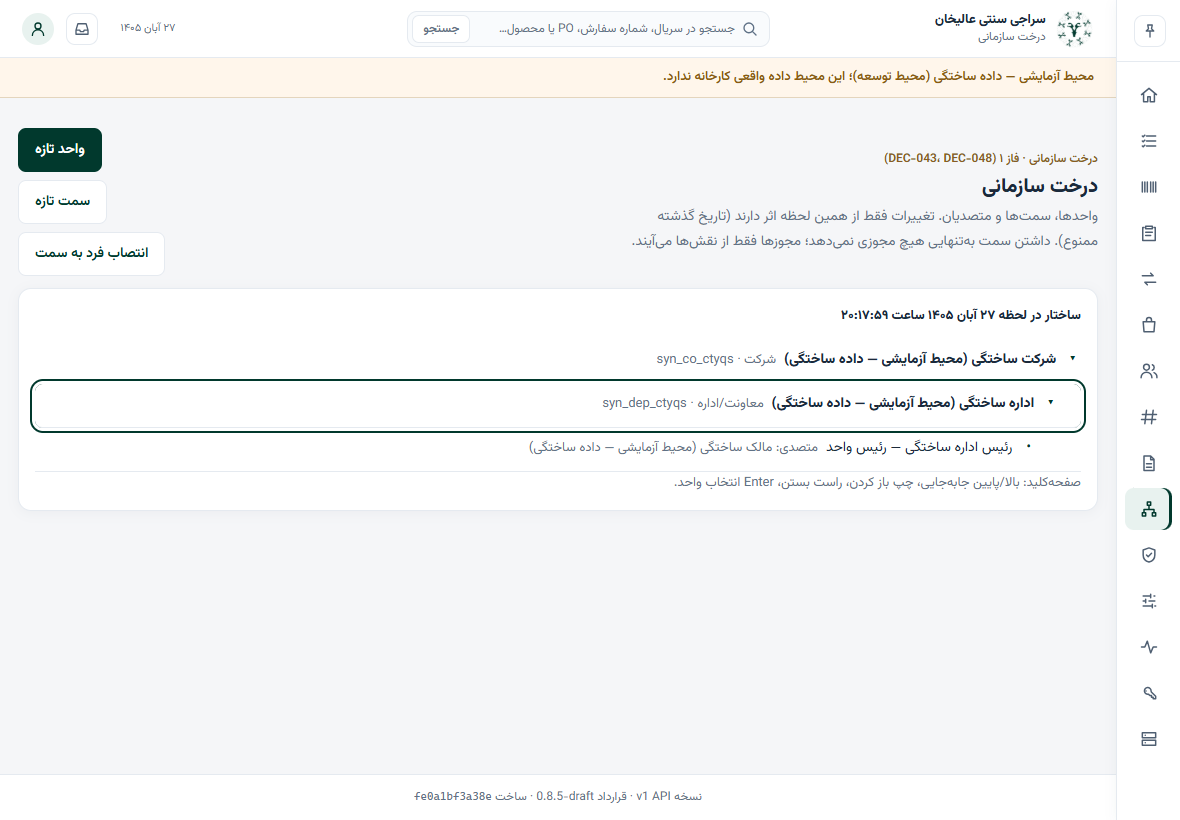 سراجی سنتی عالیخان
درخت سازمانی
جستجو در سریال، شماره سفارش، PO یا محصول...
جستجو
۲۷ آبان ۱۴۰۵
محیط آزمایشی — داده ساختگی (محیط توسعه)؛ این محیط داده واقعی کارخانه ندارد.
درخت سازمانی · فاز ۱ (DEC-043، DEC-048)
درخت سازمانی
واحدها، سمت‌ها و متصدیان. تغییرات فقط از همین لحظه اثر دارند (تاریخ گذشته
ممنوع). داشتن سمت به‌تنهایی هیچ مجوزی نمی‌دهد؛ مجوزها فقط از نقش‌ها می‌آیند.
واحد تازه
سمت تازه
انتصاب فرد به سمت
ساختار در لحظه ۲۷ آبان ۱۴۰۵ ساعت ۲۰:۱۷:۵۹
شرکت ساختگی (محیط آزمایشی — داده ساختگی) شرکت · syn_co_ctyqs
اداره ساختگی (محیط آزمایشی — داده ساختگی) معاونت/اداره · syn_dep_ctyqs
رئیس اداره ساختگی — رئیس واحد متصدی: مالک ساختگی (محیط آزمایشی — داده ساختگی)
صفحه‌کلید: بالا/پایین جابه‌جایی، چپ باز کردن، راست بستن، Enter انتخاب واحد.
نسخه API v1 · قرارداد 0.8.5-draft · ساخت fe0a1bf3a38e